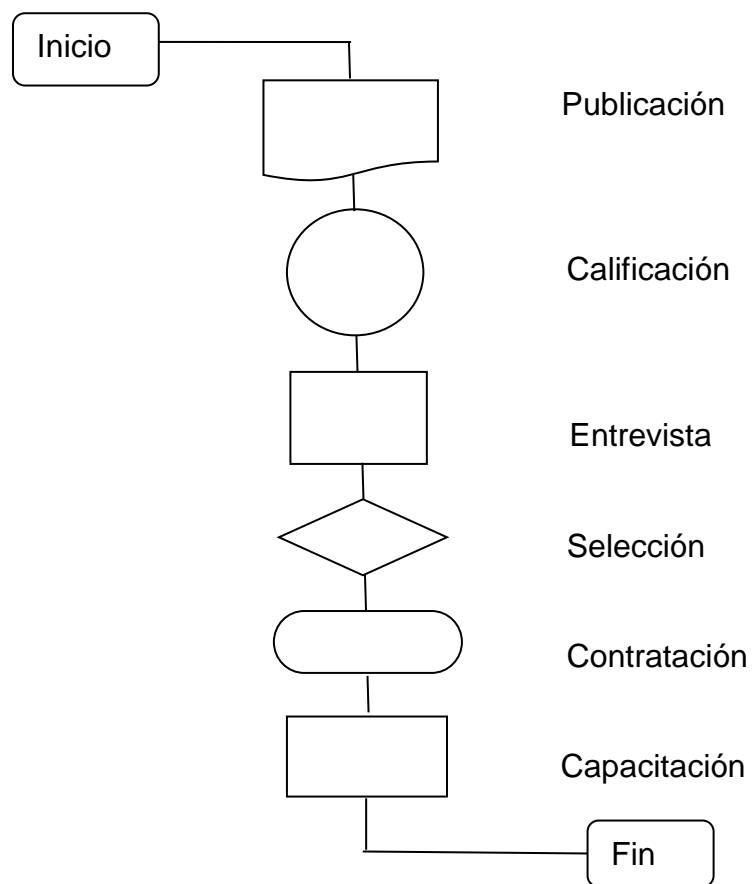 Inicio
Publicación
Calificación
Entrevista
Selección
Contratación
Capacitación
Fin